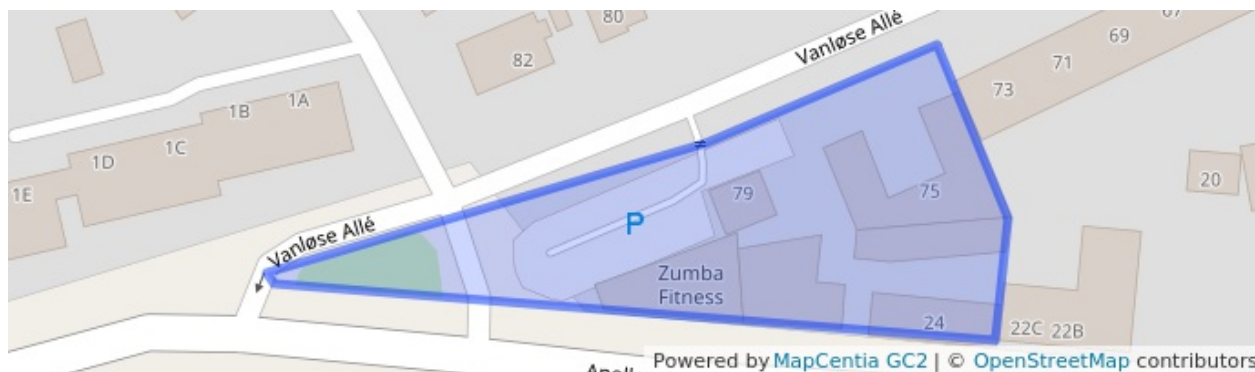 80
Vanløse Allé
67
69
82
71
73
1A
1B
1C
1D
1E
20
79
75
P
Vanløse Allé
Zumba
Fitness
24
22C
22B
Powered by MapCentia GC2 | © OpenStreetMap contributors